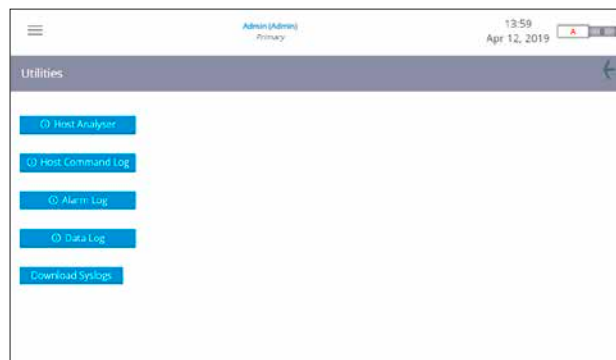 Admin (Admin)
Primary
13:59
Apr 12, 2019
A
Utilities
Host Analyser
Host Command Log
Alarm Log
Data Log
Download Syslogs